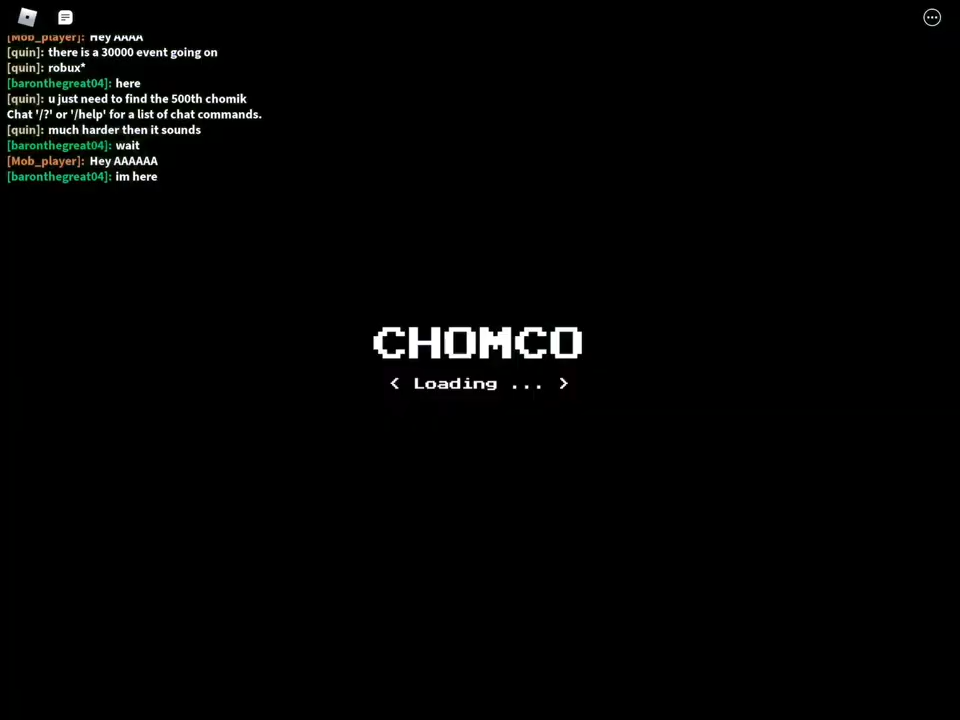 [Mob_player]: Hey AAAA
[quin]: there is a 30000 event going on
[quin]: robux*
[baronthegreat04]: here
[quin]: u just need to find the 500th chomik
Chat '/?' or '/help' for a list of chat commands.
[quin]: much harder then it sounds
[baronthegreat04]: wait
[Mob_player]: Hey AAAAAA
[baronthegreat04]: im here
CHOMCO
< Loading ... >